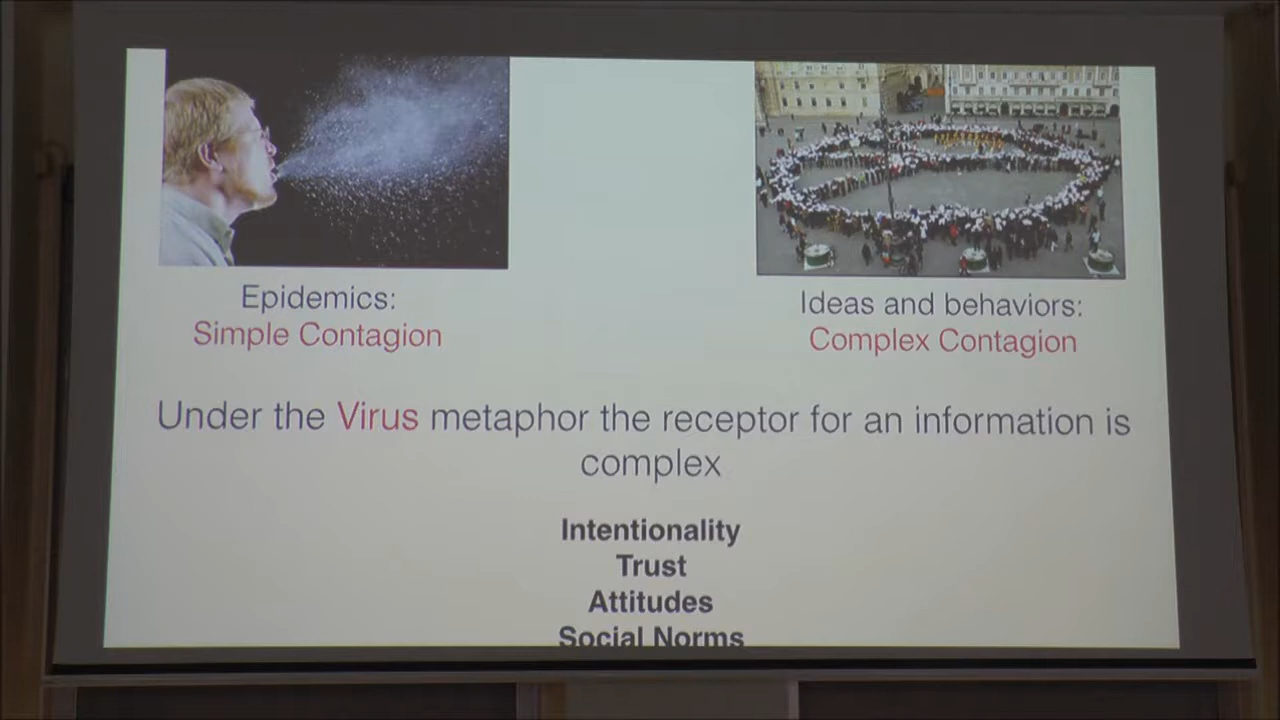 Epidemics:
Simple Contagion
Ideas and behaviors:
Complex Contagion
Under the Virus metaphor the receptor for an information is
complex
Intentionality
Trust
Attitudes
Social Norms